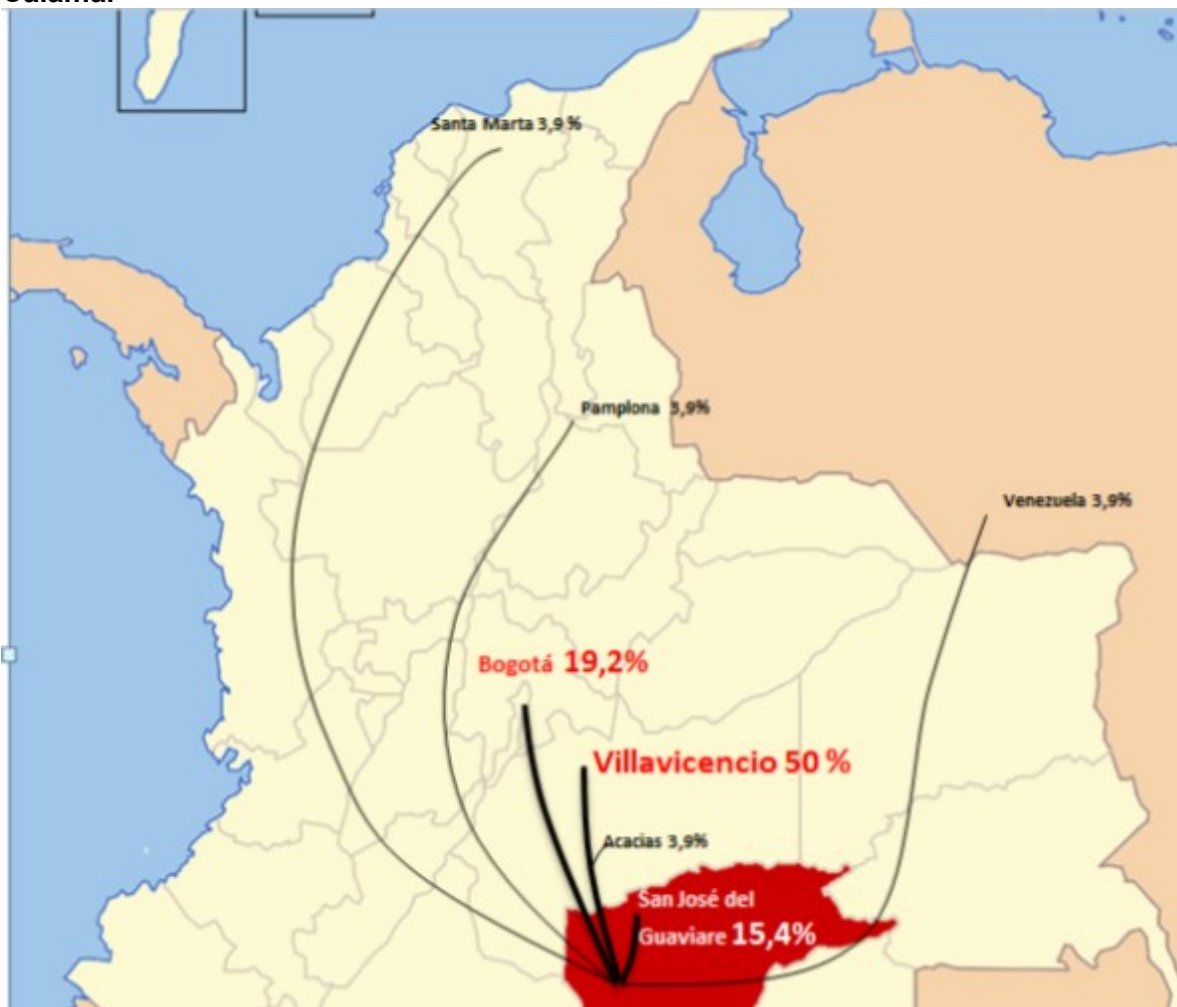 Santa Marta 3,9 %
Pamplona 3,9%
Venezuela 3,9%
Bogotá 19,2%
Villavicencio 50 %
Acacias 3,9%
San José del
Guaviare 15,4%